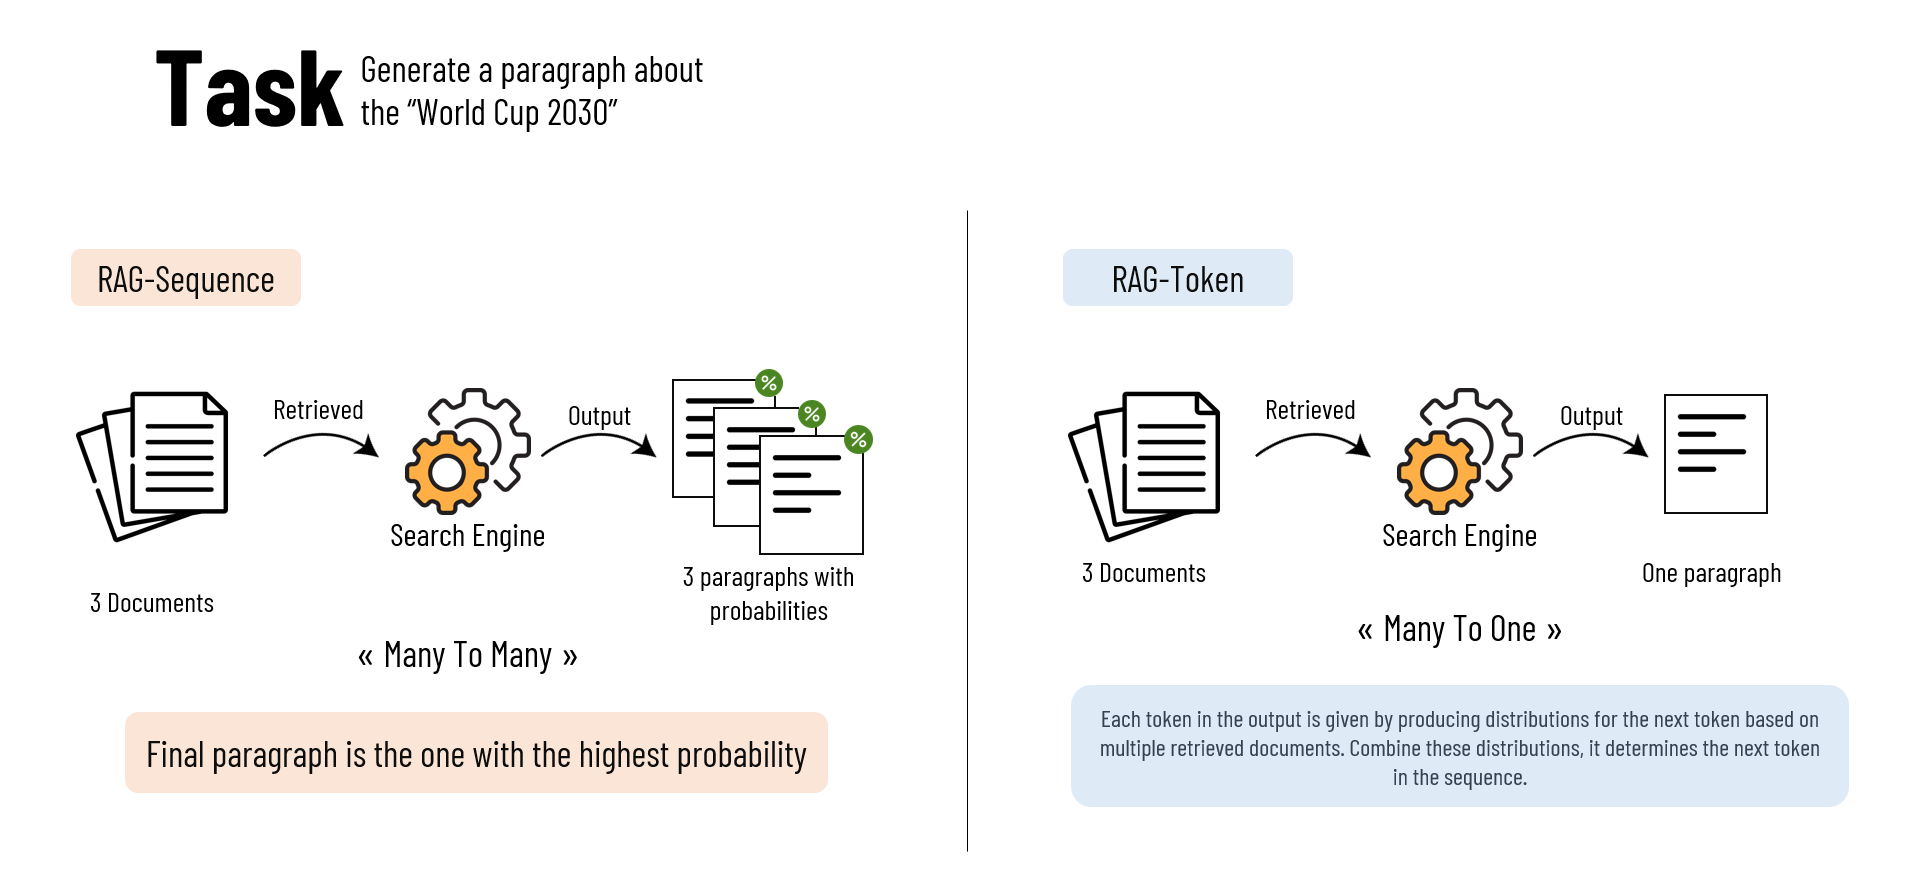 Task
Generate a paragraph about
the “World Cup 2030”
RAG-Sequence
Retrieved
Output
%
%
%
Search Engine
3 Documents
3 paragraphs with
probabilities
« Many To Many »
Final paragraph is the one with the highest probability
RAG-Token
Retrieved
Output
Search Engine
3 Documents
One paragraph
« Many To One »
Each token in the output is given by producing distributions for the next token based on
multiple retrieved documents. Combine these distributions, it determines the next token
in the sequence.